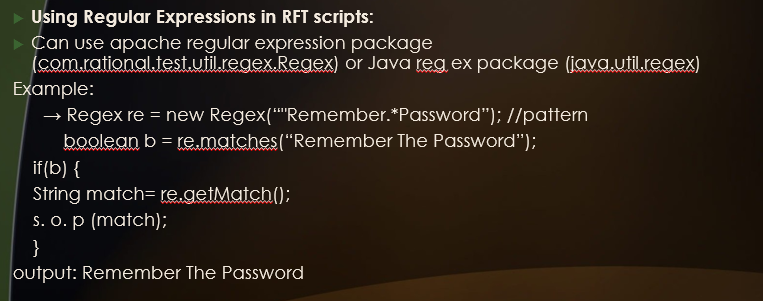 Using Regular Expressions in RFT scripts:
Can use apache regular expression package
(com.rational.test.util.regex.Regex) or Java reg ex package (java.util.regex)
Example:
→ Regex re = new Regex(“"Remember.*Password”); //pattern
boolean b = re.matches(“Remember The Password”);
if(b) {
String match= re.getMatch();
s. o. p (match);
}
output: Remember The Password